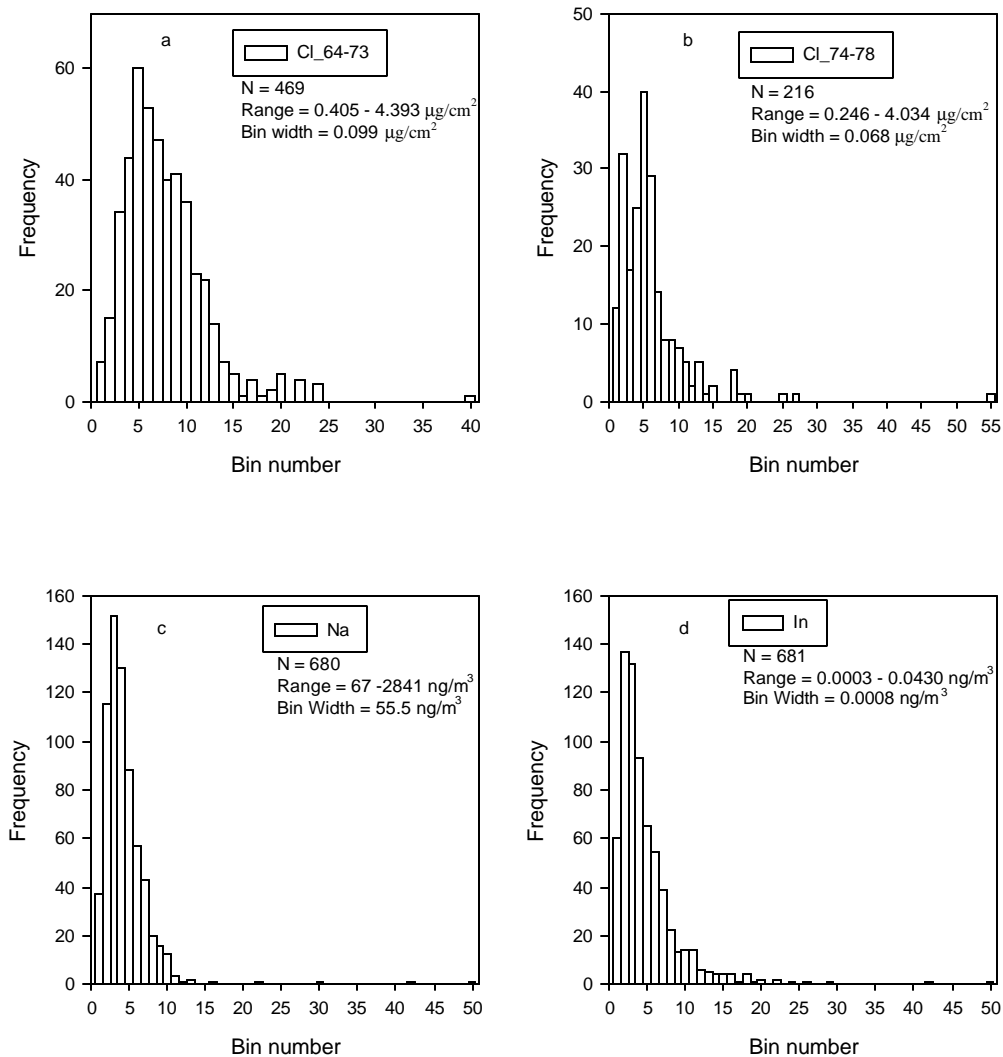 a
Cl_64-73
N = 469
Range = 0.405 - 4.393 µg/cm²
Bin width = 0.099 µg/cm²
Frequency
60
40
20
0
0 5 10 15 20 25 30 35 40
Bin number
b
Cl_74-78
N = 216
Range = 0.246 - 4.034 µg/cm²
Bin width = 0.068 µg/cm²
Frequency
50
40
30
20
10
0
0 5 10 15 20 25 30 35 40 45 50 55
Bin number
c
Na
N = 680
Range = 67 -2841 ng/m³
Bin Width = 55.5 ng/m³
Frequency
160
140
120
100
80
60
40
20
0
0 5 10 15 20 25 30 35 40 45 50
Bin number
d
In
N = 681
Range = 0.0003 - 0.0430 ng/m³
Bin Width = 0.0008 ng/m³
Frequency
160
140
120
100
80
60
40
20
0
0 5 10 15 20 25 30 35 40 45 50
Bin number